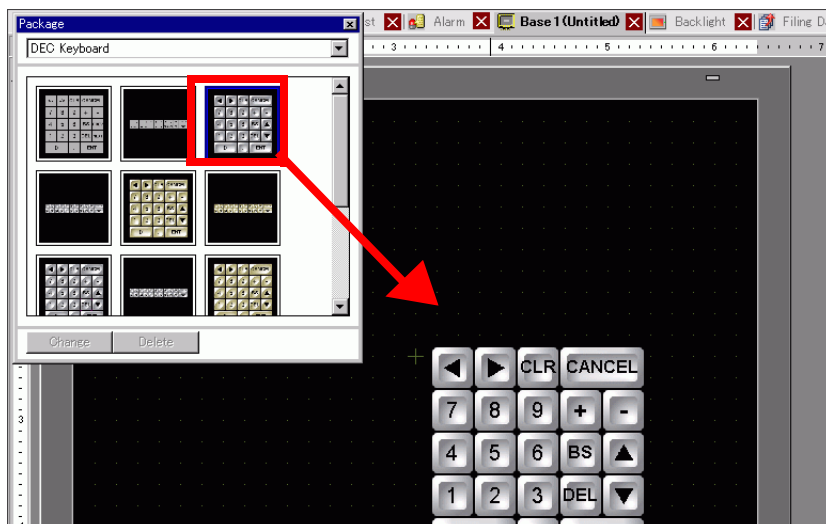 Package
st Alarm Base 1 (Untitled) Backlight Filing D
DEC Keyboard
3 4 5 6 7
CLR CANCEL
7 8 9 + -
4 5 6 BS
1 2 3 DEL
Change Delete
3